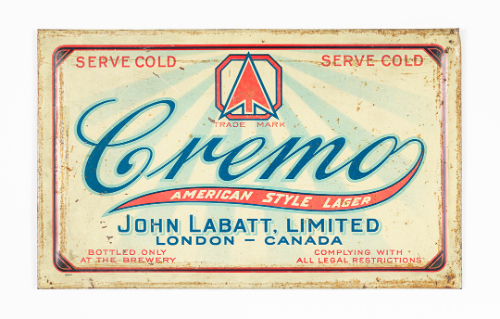 SERVE COLD SERVE COLD
TRADE MARK
Cremo
AMERICAN STYLE LAGER
JOHN LABATT, LIMITED
LONDON – CANADA
BOTTLED ONLY
AT THE BREWERY
COMPLYING WITH
ALL LEGAL RESTRICTIONS